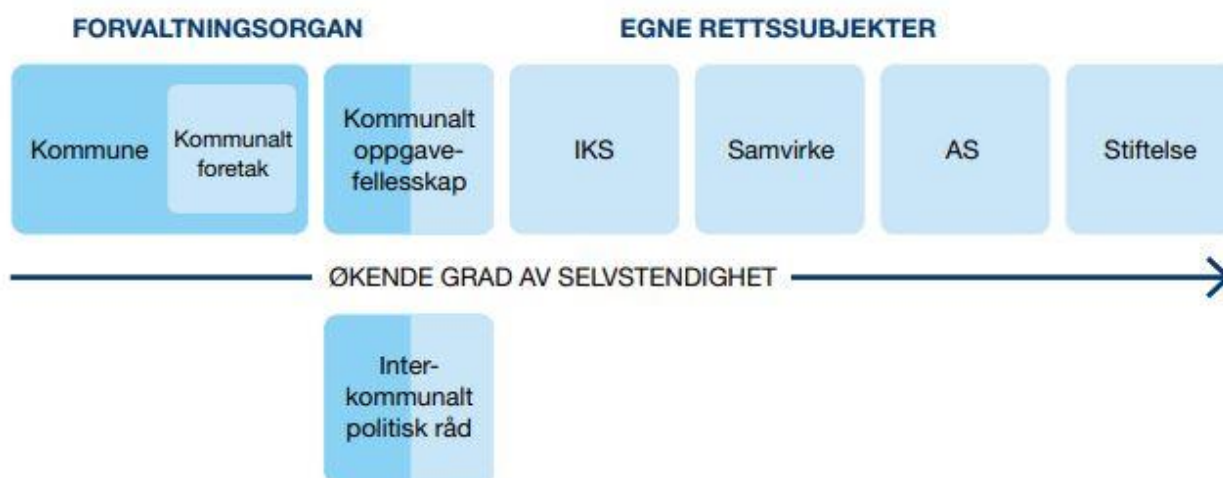 FORVALTNINGSORGAN
EGNE RETTSSUBJEKTER
Kommune
Kommunalt
foretak
Kommunalt
oppgave-
fellesskap
IKS
Samvirke
AS
Stiftelse
ØKENDE GRAD AV SELVSTENDIGHET
Inter-
kommunalt
politisk råd